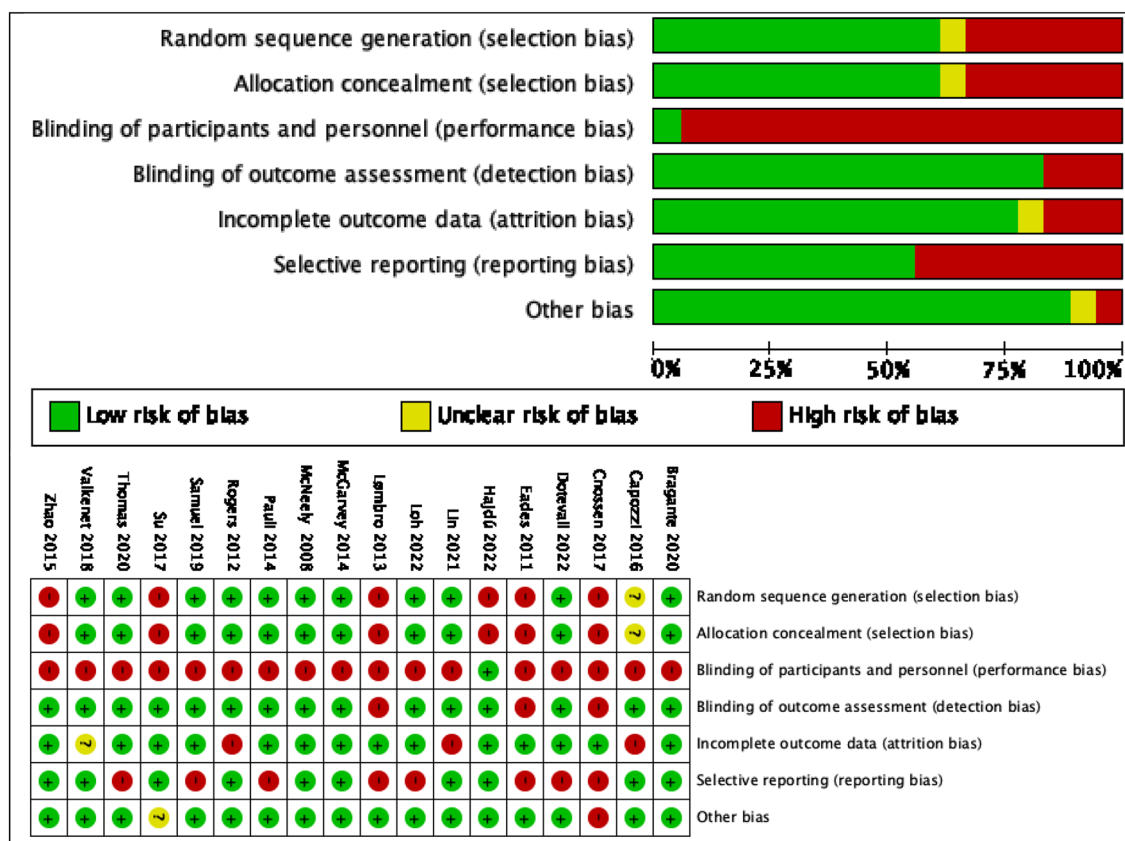 Random sequence generation (selection bias)
Allocation concealment (selection bias)
Blinding of participants and personnel (performance bias)
Blinding of outcome assessment (detection bias)
Incomplete outcome data (attrition bias)
Selective reporting (reporting bias)
Other bias
0% 25% 50% 75% 100%
Low risk of bias Unclear risk of bias High risk of bias
Zhao 2015
Valkenet 2018
Thomas 2020
Su 2017
Samuel 2019
Rogers 2012
Pauli 2014
McNeely 2008
McGarvey 2014
Lømbro 2013
Loh 2022
Lin 2021
Hajdú 2022
Eades 2011
Dotevall 2022
Cnossen 2017
Capozzi 2016
Bragante 2020
- + + - + + + + + - + + - - + - ? + Random sequence generation (selection bias)
- + + - + + + + + - + + - - + - ? + Allocation concealment (selection bias)
- - - - - - - - - - - - + - - - - - Blinding of participants and personnel (performance bias)
+ + + + + + + + + - + + + - + - + + Blinding of outcome assessment (detection bias)
+ ? + + + - + + + + + - + + + + - + Incomplete outcome data (attrition bias)
+ + - + - + - + + - - + + - - - + + Selective reporting (reporting bias)
+ + + ? + + + + + + + + + + + - + + Other bias